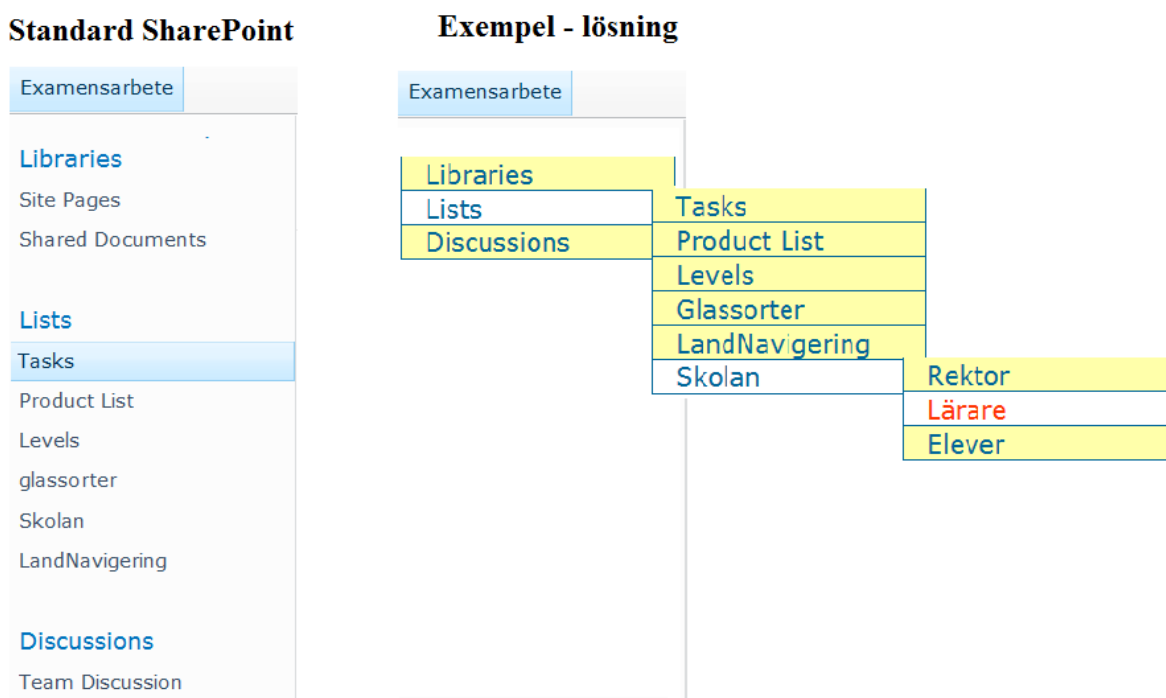 Standard SharePoint
Examensarbete
Libraries
Site Pages
Shared Documents
Lists
Tasks
Product List
Levels
glassorter
Skolan
LandNavigering
Discussions
Team Discussion
Exempel - lösning
Examensarbete
Libraries
Lists
Discussions
Tasks
Product List
Levels
Glassorter
LandNavigering
Skolan
Rektor
Lärare
Elever